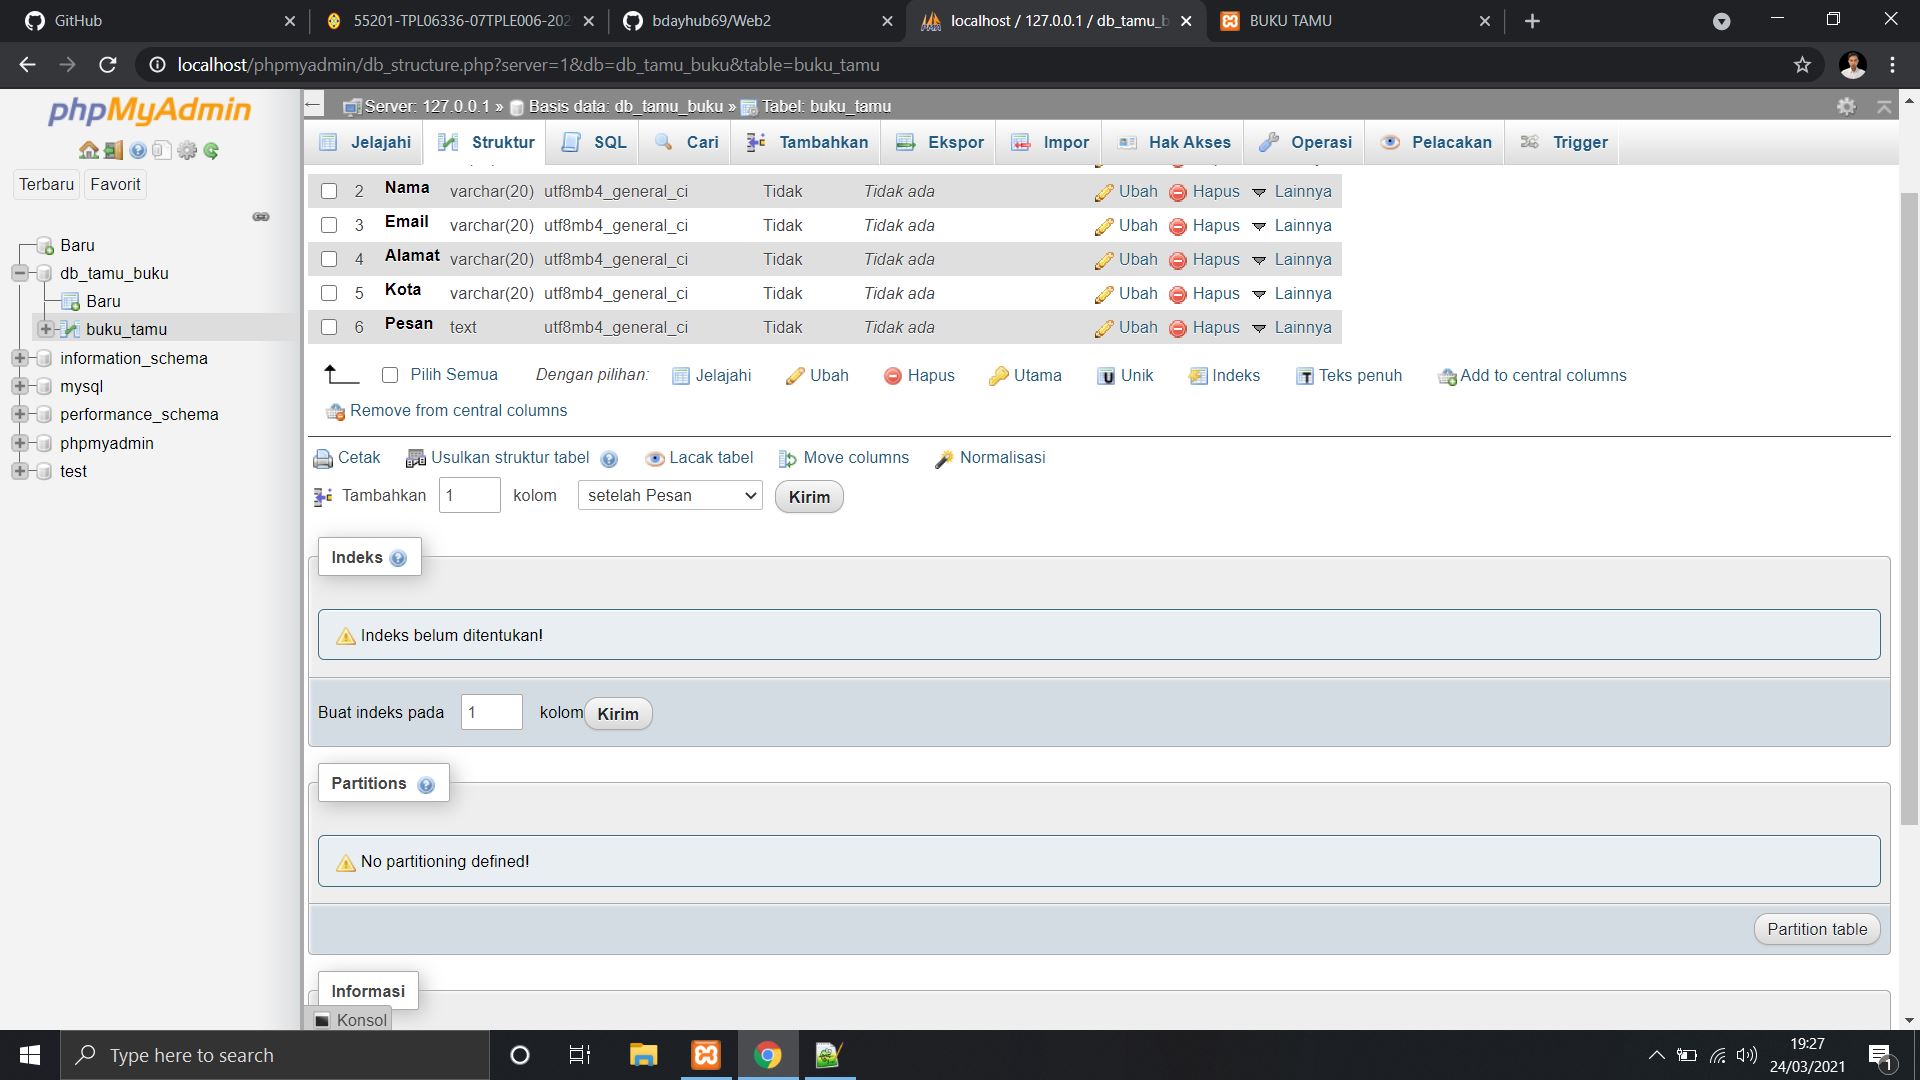 GitHub
55201-TPL06336-07TPLE006-202
bdayhub69/Web2
localhost / 127.0.0.1 / db_tamu_b
BUKU TAMU
localhost/phpmyadmin/db_structure.php?server=1&db=db_tamu_buku&table=buku_tamu
phpMyAdmin
Terbaru Favorit
Baru
db_tamu_buku
Baru
buku_tamu
information_schema
mysql
performance_schema
phpmyadmin
test
Server: 127.0.0.1 » Basis data: db_tamu_buku » Tabel: buku_tamu
Jelajahi Struktur SQL Cari Tambahkan Ekspor Impor Hak Akses Operasi Pelacakan Trigger
2 Nama varchar(20) utf8mb4_general_ci Tidak Tidak ada Ubah Hapus Lainnya
3 Email varchar(20) utf8mb4_general_ci Tidak Tidak ada Ubah Hapus Lainnya
4 Alamat varchar(20) utf8mb4_general_ci Tidak Tidak ada Ubah Hapus Lainnya
5 Kota varchar(20) utf8mb4_general_ci Tidak Tidak ada Ubah Hapus Lainnya
6 Pesan text utf8mb4_general_ci Tidak Tidak ada Ubah Hapus Lainnya
Pilih Semua Dengan pilihan: Jelajahi Ubah Hapus Utama Unik Indeks Teks penuh Add to central columns
Remove from central columns
Cetak Usulkan struktur tabel Lacak tabel Move columns Normalisasi
Tambahkan 1 kolom setelah Pesan Kirim
Indeks
Indeks belum ditentukan!
Buat indeks pada 1 kolom Kirim
Partitions
No partitioning defined!
Partition table
Informasi
Konsol
Type here to search
19:27
24/03/2021
1